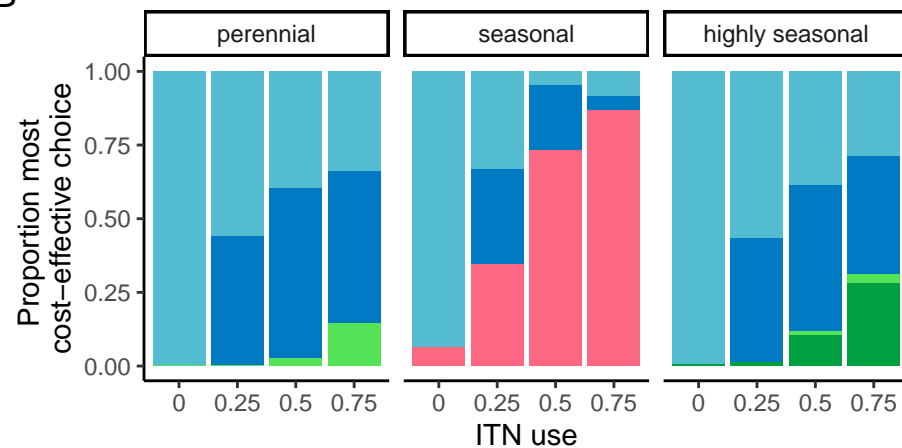 perennial seasonal highly seasonal
Proportion most
cost−effective choice
1.00
0.75
0.50
0.25
0.00
0 0.25 0.5 0.75 0 0.25 0.5 0.75 0 0.25 0.5 0.75
ITN use